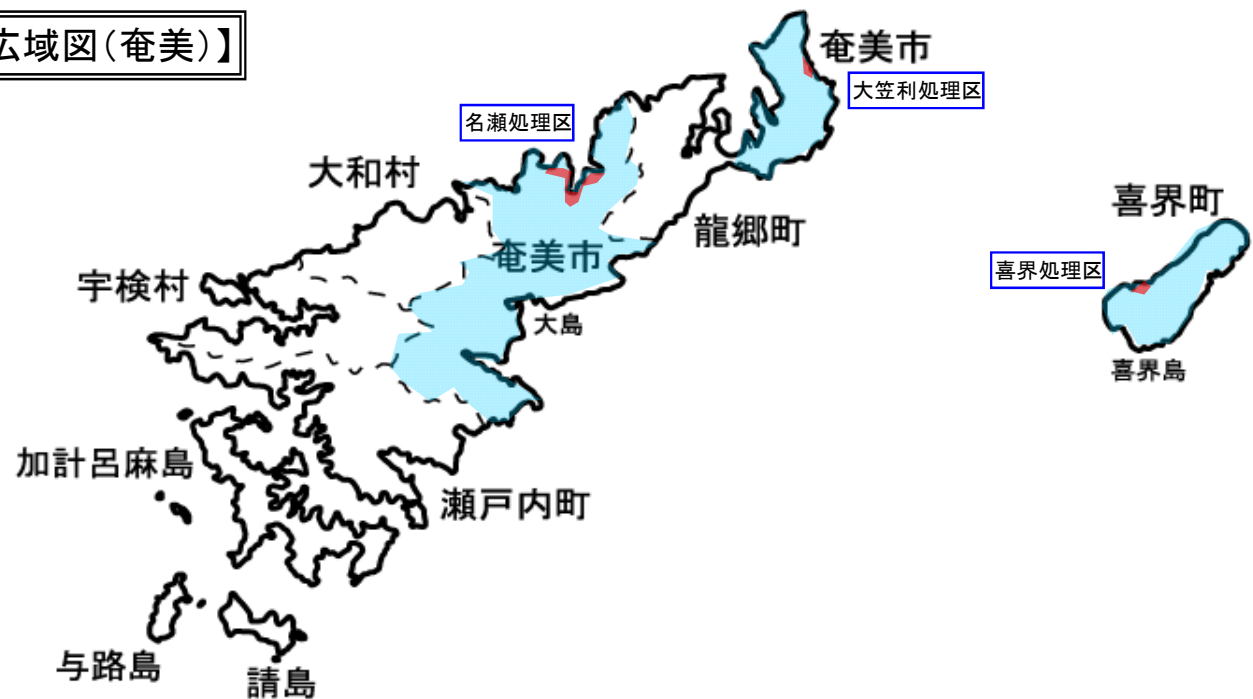 広域図(奄美)】
奄美市
大笠利処理区
名瀬処理区
大和村
喜界町
龍郷町
奄美市
喜界処理区
宇検村
大島
喜界島
加計呂麻島
瀬戸内町
与路島
請島